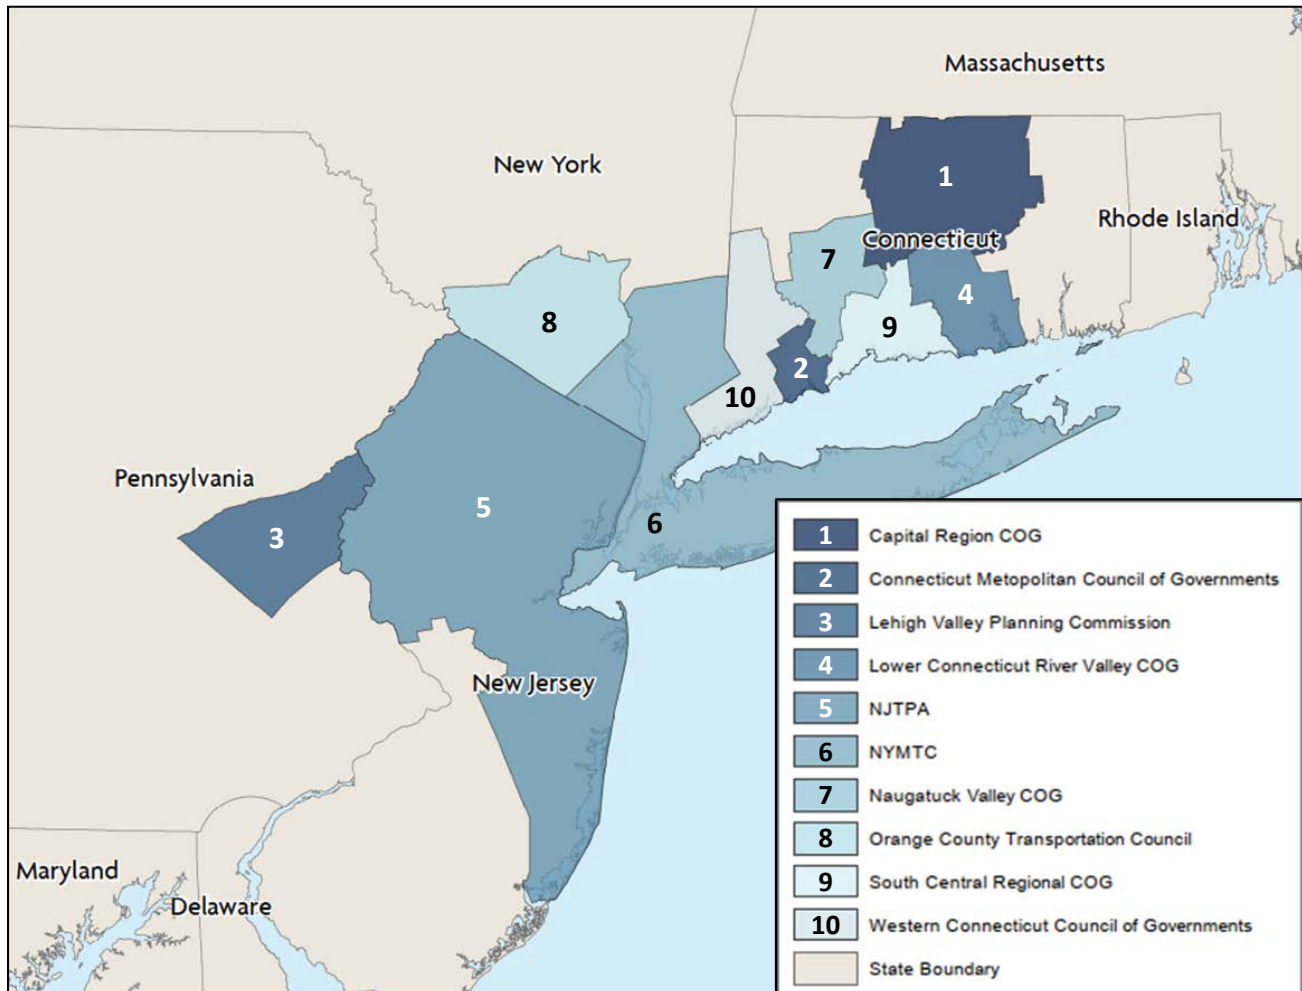 Massachusetts
New York
1
Rhode Island
Connecticut
7
4
8
9
2
10
Pennsylvania
5
6
3
New Jersey
Maryland
Delaware
1 Capital Region COG
2 Connecticut Metopolitan Council of Governments
3 Lehigh Valley Planning Commission
4 Lower Connecticut River Valley COG
5 NJTPA
6 NYMTC
7 Naugatuck Valley COG
8 Orange County Transportation Council
9 South Central Regional COG
10 Western Connecticut Council of Governments
State Boundary